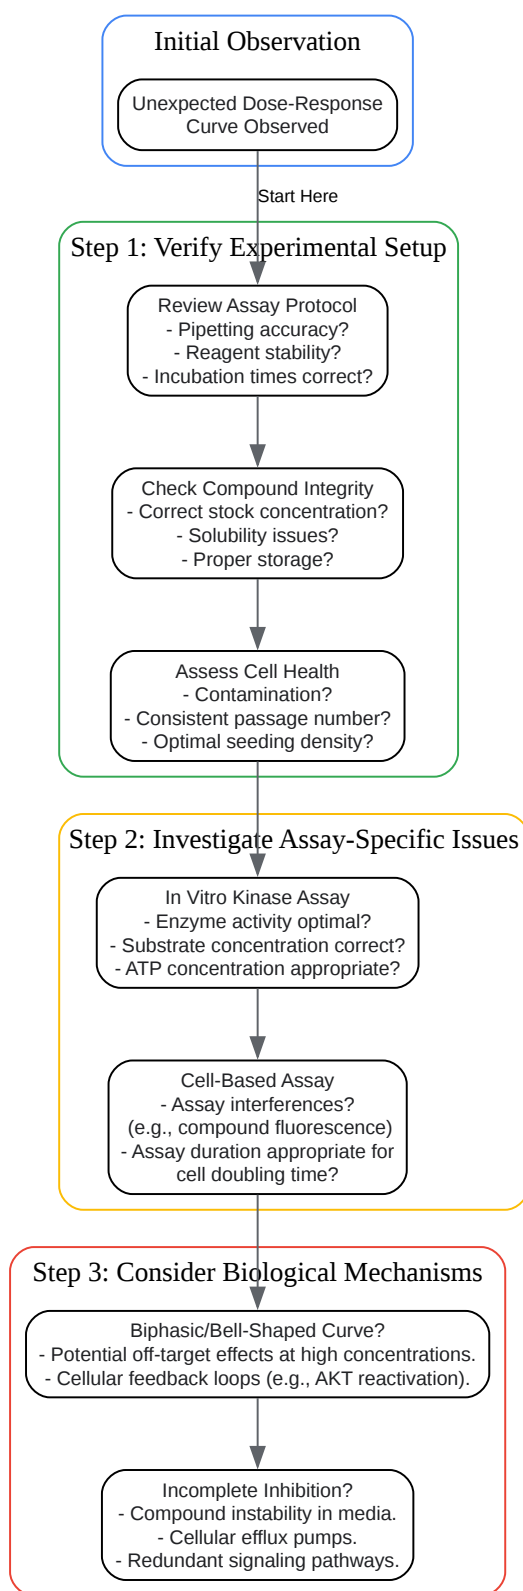 Initial Observation
Unexpected Dose-Response
Curve Observed
Start Here
Step 1: Verify Experimental Setup
Review Assay Protocol
- Pipetting accuracy?
- Reagent stability?
- Incubation times correct?
Check Compound Integrity
- Correct stock concentration?
- Solubility issues?
- Proper storage?
Assess Cell Health
- Contamination?
- Consistent passage number?
- Optimal seeding density?
Step 2: Investigate Assay-Specific Issues
In Vitro Kinase Assay
- Enzyme activity optimal?
- Substrate concentration correct?
- ATP concentration appropriate?
Cell-Based Assay
- Assay interferences?
(e.g., compound fluorescence)
- Assay duration appropriate for
cell doubling time?
Step 3: Consider Biological Mechanisms
Biphasic/Bell-Shaped Curve?
- Potential off-target effects at high concentrations.
- Cellular feedback loops (e.g., AKT reactivation).
Incomplete Inhibition?
- Compound instability in media.
- Cellular efflux pumps.
- Redundant signaling pathways.